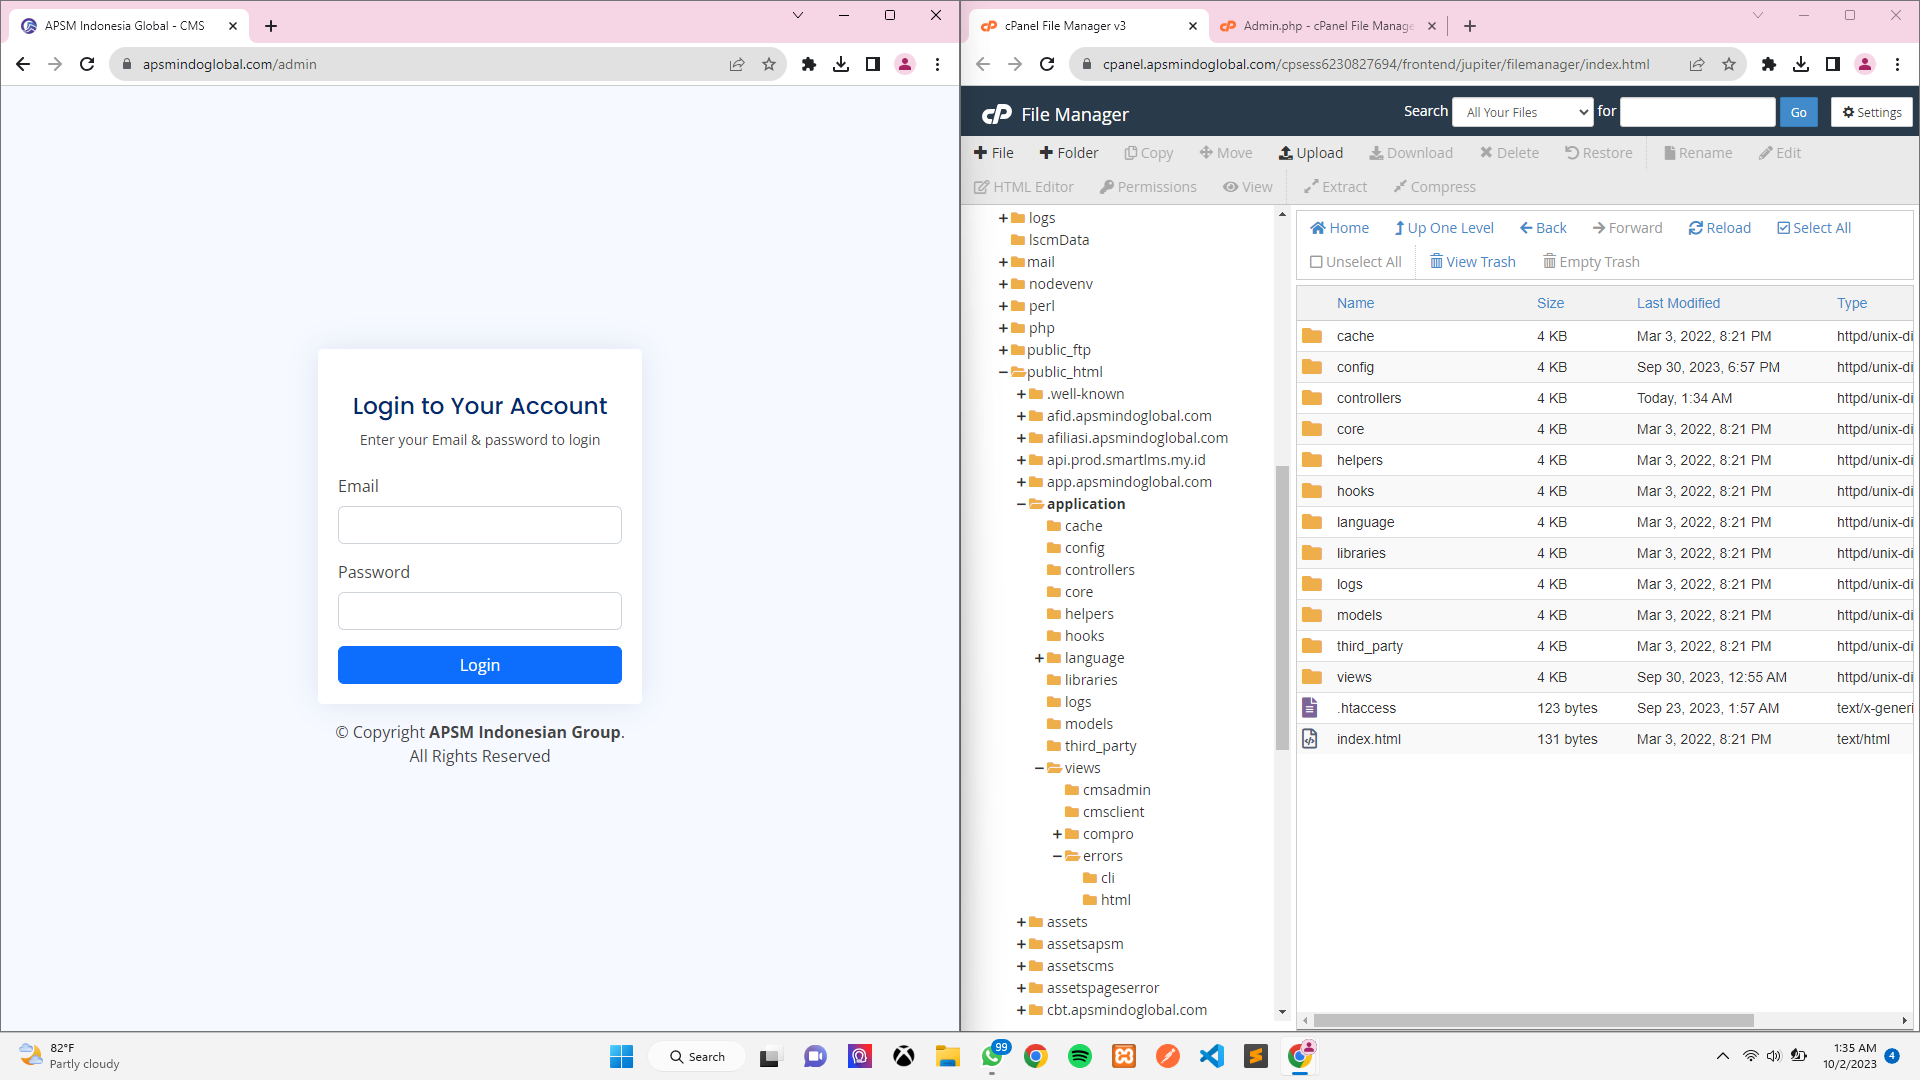 APSM Indonesia Global - CMS
apsmindoglobal.com/admin
Login to Your Account
Enter your Email & password to login
Email
Password
Login
© Copyright APSM Indonesian Group.
All Rights Reserved
cPanel File Manager v3
Admin.php - cPanel File Manage
cpanel.apsmindoglobal.com/cpsess6230827694/frontend/jupiter/filemanager/index.html
cP File Manager
Search All Your Files for Go Settings
File Folder Copy Move Upload Download Delete Restore Rename Edit
HTML Editor Permissions View Extract Compress
logs
lscmData
mail
nodevenv
perl
php
public_ftp
public_html
.well-known
afid.apsmindoglobal.com
afiliasi.apsmindoglobal.com
api.prod.smartlms.my.id
app.apsmindoglobal.com
application
cache
config
controllers
core
helpers
hooks
language
libraries
logs
models
third_party
views
cmsadmin
cmsclient
compro
errors
cli
html
assets
assetsapsm
assetscms
assetspageserror
cbt.apsmindoglobal.com
Home Up One Level Back Forward Reload Select All
Unselect All View Trash Empty Trash
Name Size Last Modified Type
cache 4 KB Mar 3, 2022, 8:21 PM httpd/unix-di
config 4 KB Sep 30, 2023, 6:57 PM httpd/unix-di
controllers 4 KB Today, 1:34 AM httpd/unix-di
core 4 KB Mar 3, 2022, 8:21 PM httpd/unix-di
helpers 4 KB Mar 3, 2022, 8:21 PM httpd/unix-di
hooks 4 KB Mar 3, 2022, 8:21 PM httpd/unix-di
language 4 KB Mar 3, 2022, 8:21 PM httpd/unix-di
libraries 4 KB Mar 3, 2022, 8:21 PM httpd/unix-di
logs 4 KB Mar 3, 2022, 8:21 PM httpd/unix-di
models 4 KB Mar 3, 2022, 8:21 PM httpd/unix-di
third_party 4 KB Mar 3, 2022, 8:21 PM httpd/unix-di
views 4 KB Sep 30, 2023, 12:55 AM httpd/unix-di
.htaccess 123 bytes Sep 23, 2023, 1:57 AM text/x-generi
index.html 131 bytes Mar 3, 2022, 8:21 PM text/html
82°F
Partly cloudy
Search
99
1:35 AM
10/2/2023
4